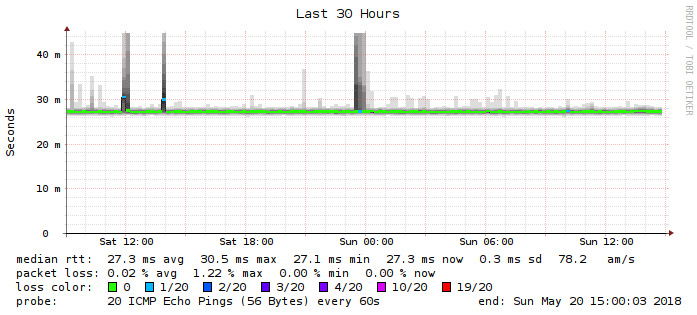 Last 30 Hours
RRDTOOL / TOBI OETIKER
Seconds
40 m
30 m
20 m
10 m
0
Sat 12:00 Sat 18:00 Sun 00:00 Sun 06:00 Sun 12:00
median rtt: 27.3 ms avg 30.5 ms max 27.1 ms min 27.3 ms now 0.3 ms sd 78.2 am/s
packet loss: 0.02 % avg 1.22 % max 0.00 % min 0.00 % now
loss color: 0 1/20 2/20 3/20 4/20 10/20 19/20
probe: 20 ICMP Echo Pings (56 Bytes) every 60s end: Sun May 20 15:00:03 2018